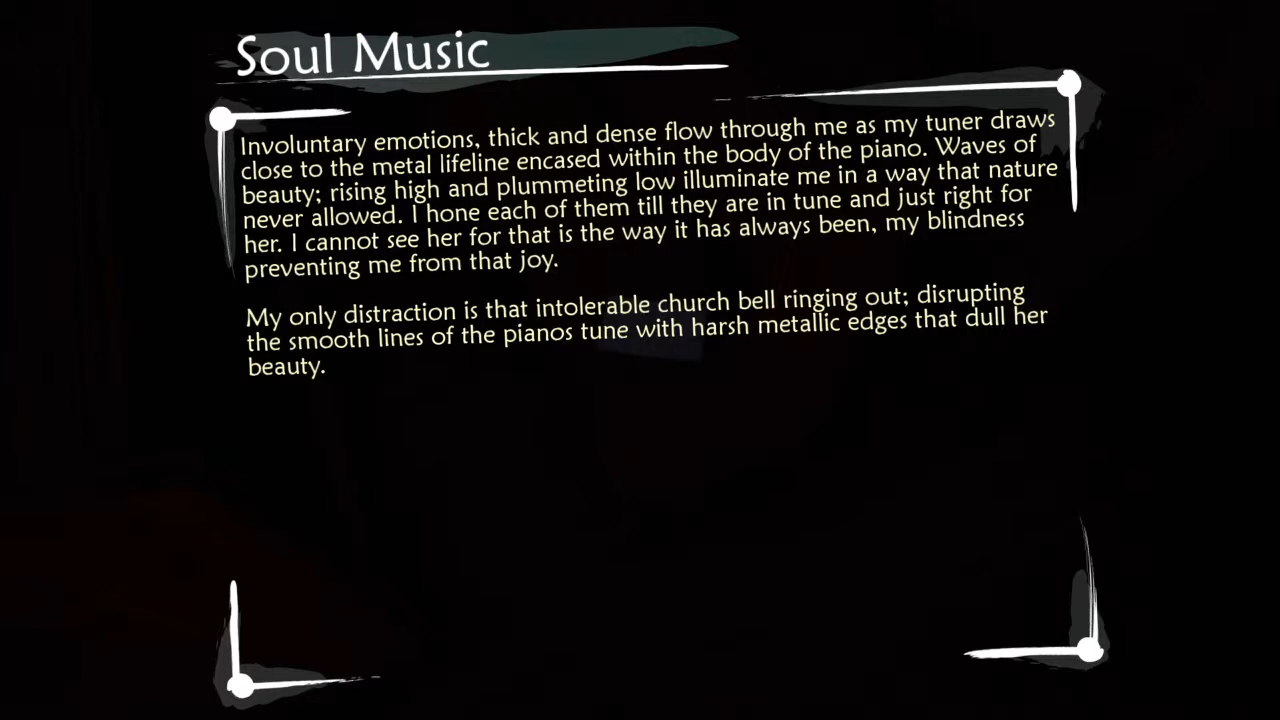 Soul Music
Involuntary emotions, thick and dense flow through me as my tuner draws
close to the metal lifeline encased within the body of the piano. Waves of
beauty; rising high and plummeting low illuminate me in a way that nature
never allowed. I hone each of them till they are in tune and just right for
her. I cannot see her for that is the way it has always been, my blindness
preventing me from that joy.
My only distraction is that intolerable church bell ringing out; disrupting
the smooth lines of the pianos tune with harsh metallic edges that dull her
beauty.